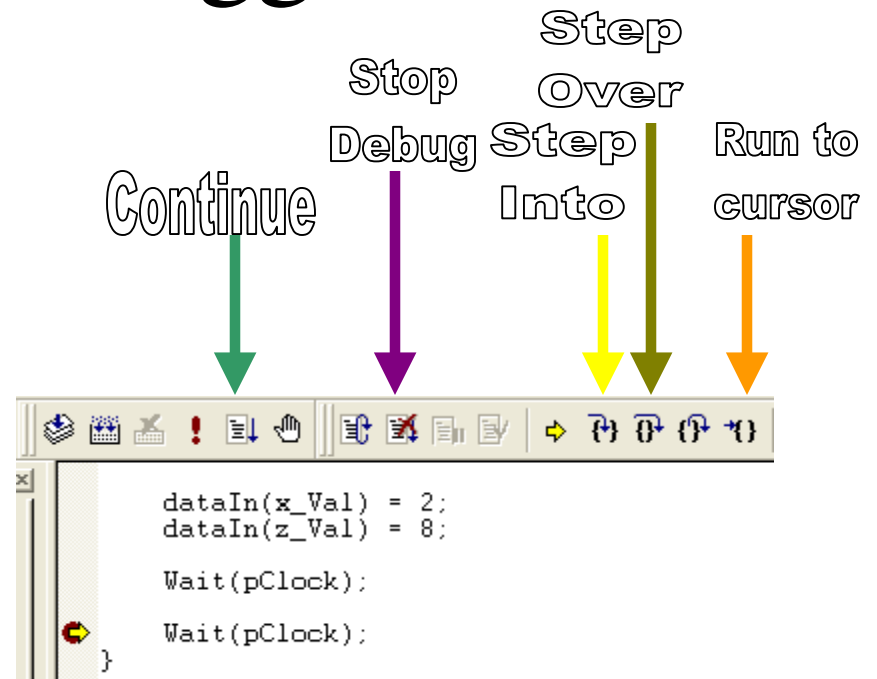 Step
Over
Stop
Debug
Step
Into
Run to
cursor
Continue
dataIn(x_Val) = 2;
dataIn(z_Val) = 8;
Wait(pClock);
Wait(pClock);
}